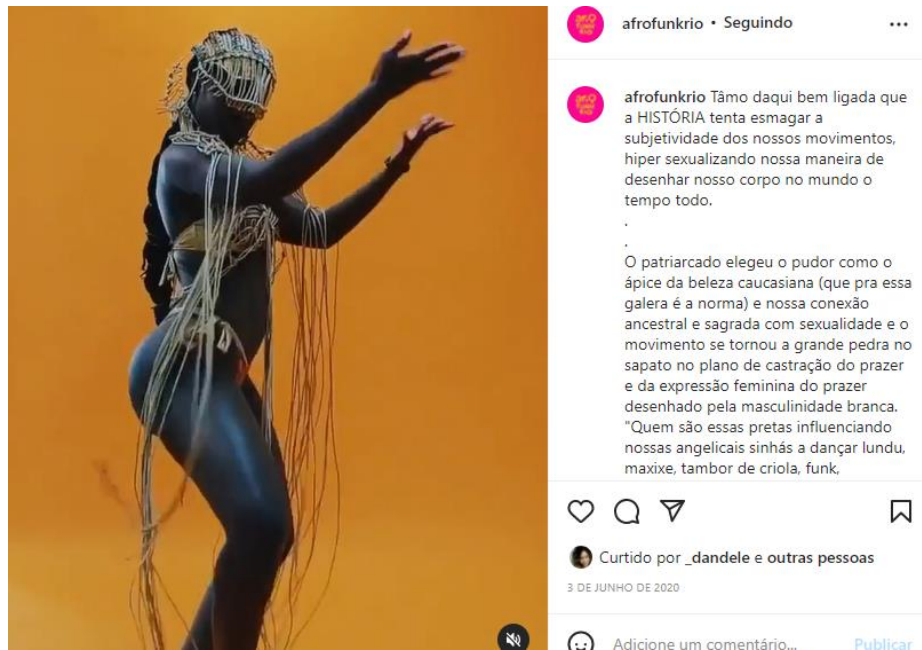 afrofunkrio • Seguindo
afrofunkrio Tâmo daqui bem ligada que
a HISTÓRIA tenta esmagar a
subjetividade dos nossos movimentos,
hiper sexualizando nossa maneira de
desenhar nosso corpo no mundo o
tempo todo.
.
.
O patriarcado elegeu o pudor como o
ápice da beleza caucasiana (que pra essa
galera é a norma) e nossa conexão
ancestral e sagrada com sexualidade e o
movimento se tornou a grande pedra no
sapato no plano de castração do prazer
e da expressão feminina do prazer
desenhado pela masculinidade branca.
"Quem são essas pretas influenciando
nossas angelicais sinhás a dançar lundu,
maxixe, tambor de criola, funk,
Curtido por _dandele e outras pessoas
3 DE JUNHO DE 2020
Adicione um comentário... Publicar